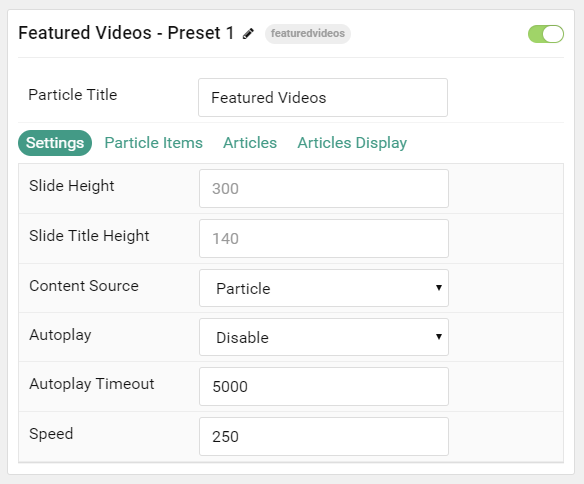 Featured Videos - Preset 1 featuredvideos
Particle Title Featured Videos
Settings Particle Items Articles Articles Display
Slide Height 300
Slide Title Height 140
Content Source Particle
Autoplay Disable
Autoplay Timeout 5000
Speed 250